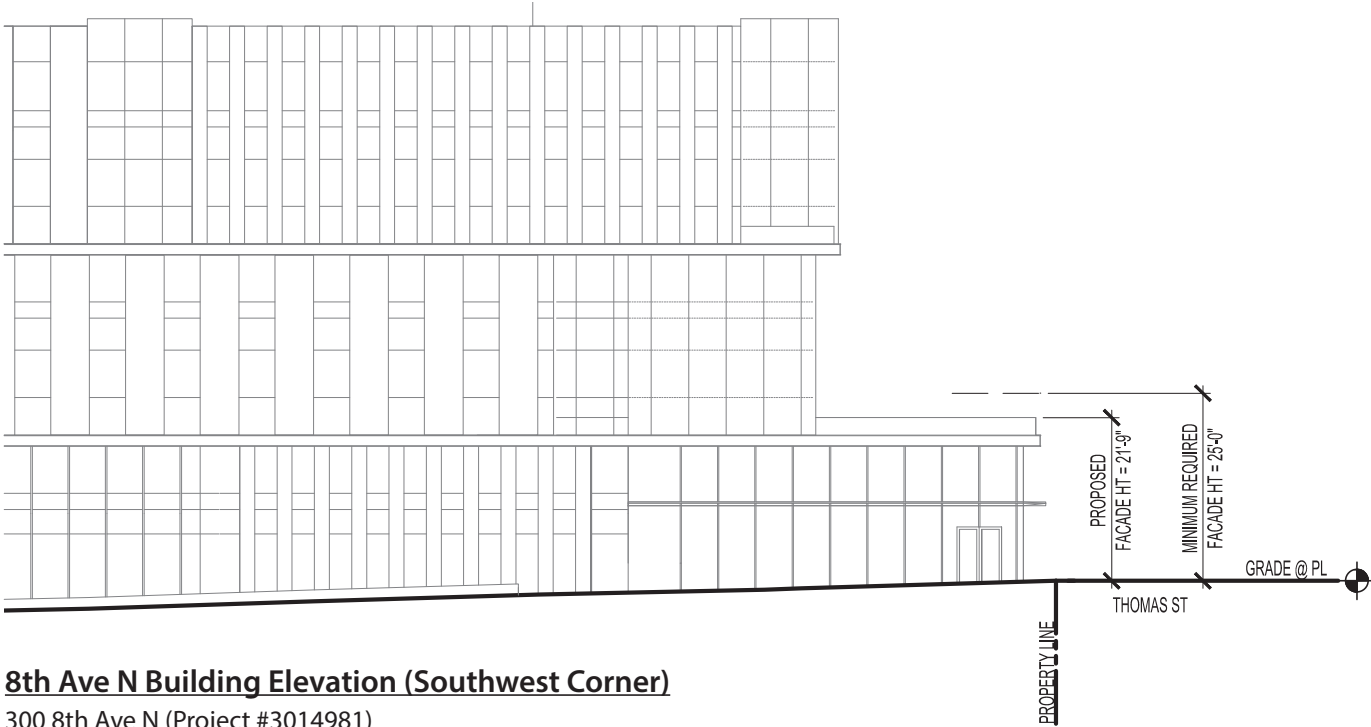 PROPOSED
FACADE HT = 21'-9"
MINIMUM REQUIRED
FACADE HT = 25'-0"
GRADE @ PL
THOMAS ST
PROPERTY LINE
8th Ave N Building Elevation (Southwest Corner)
300 8th Ave N (Project #3014981)